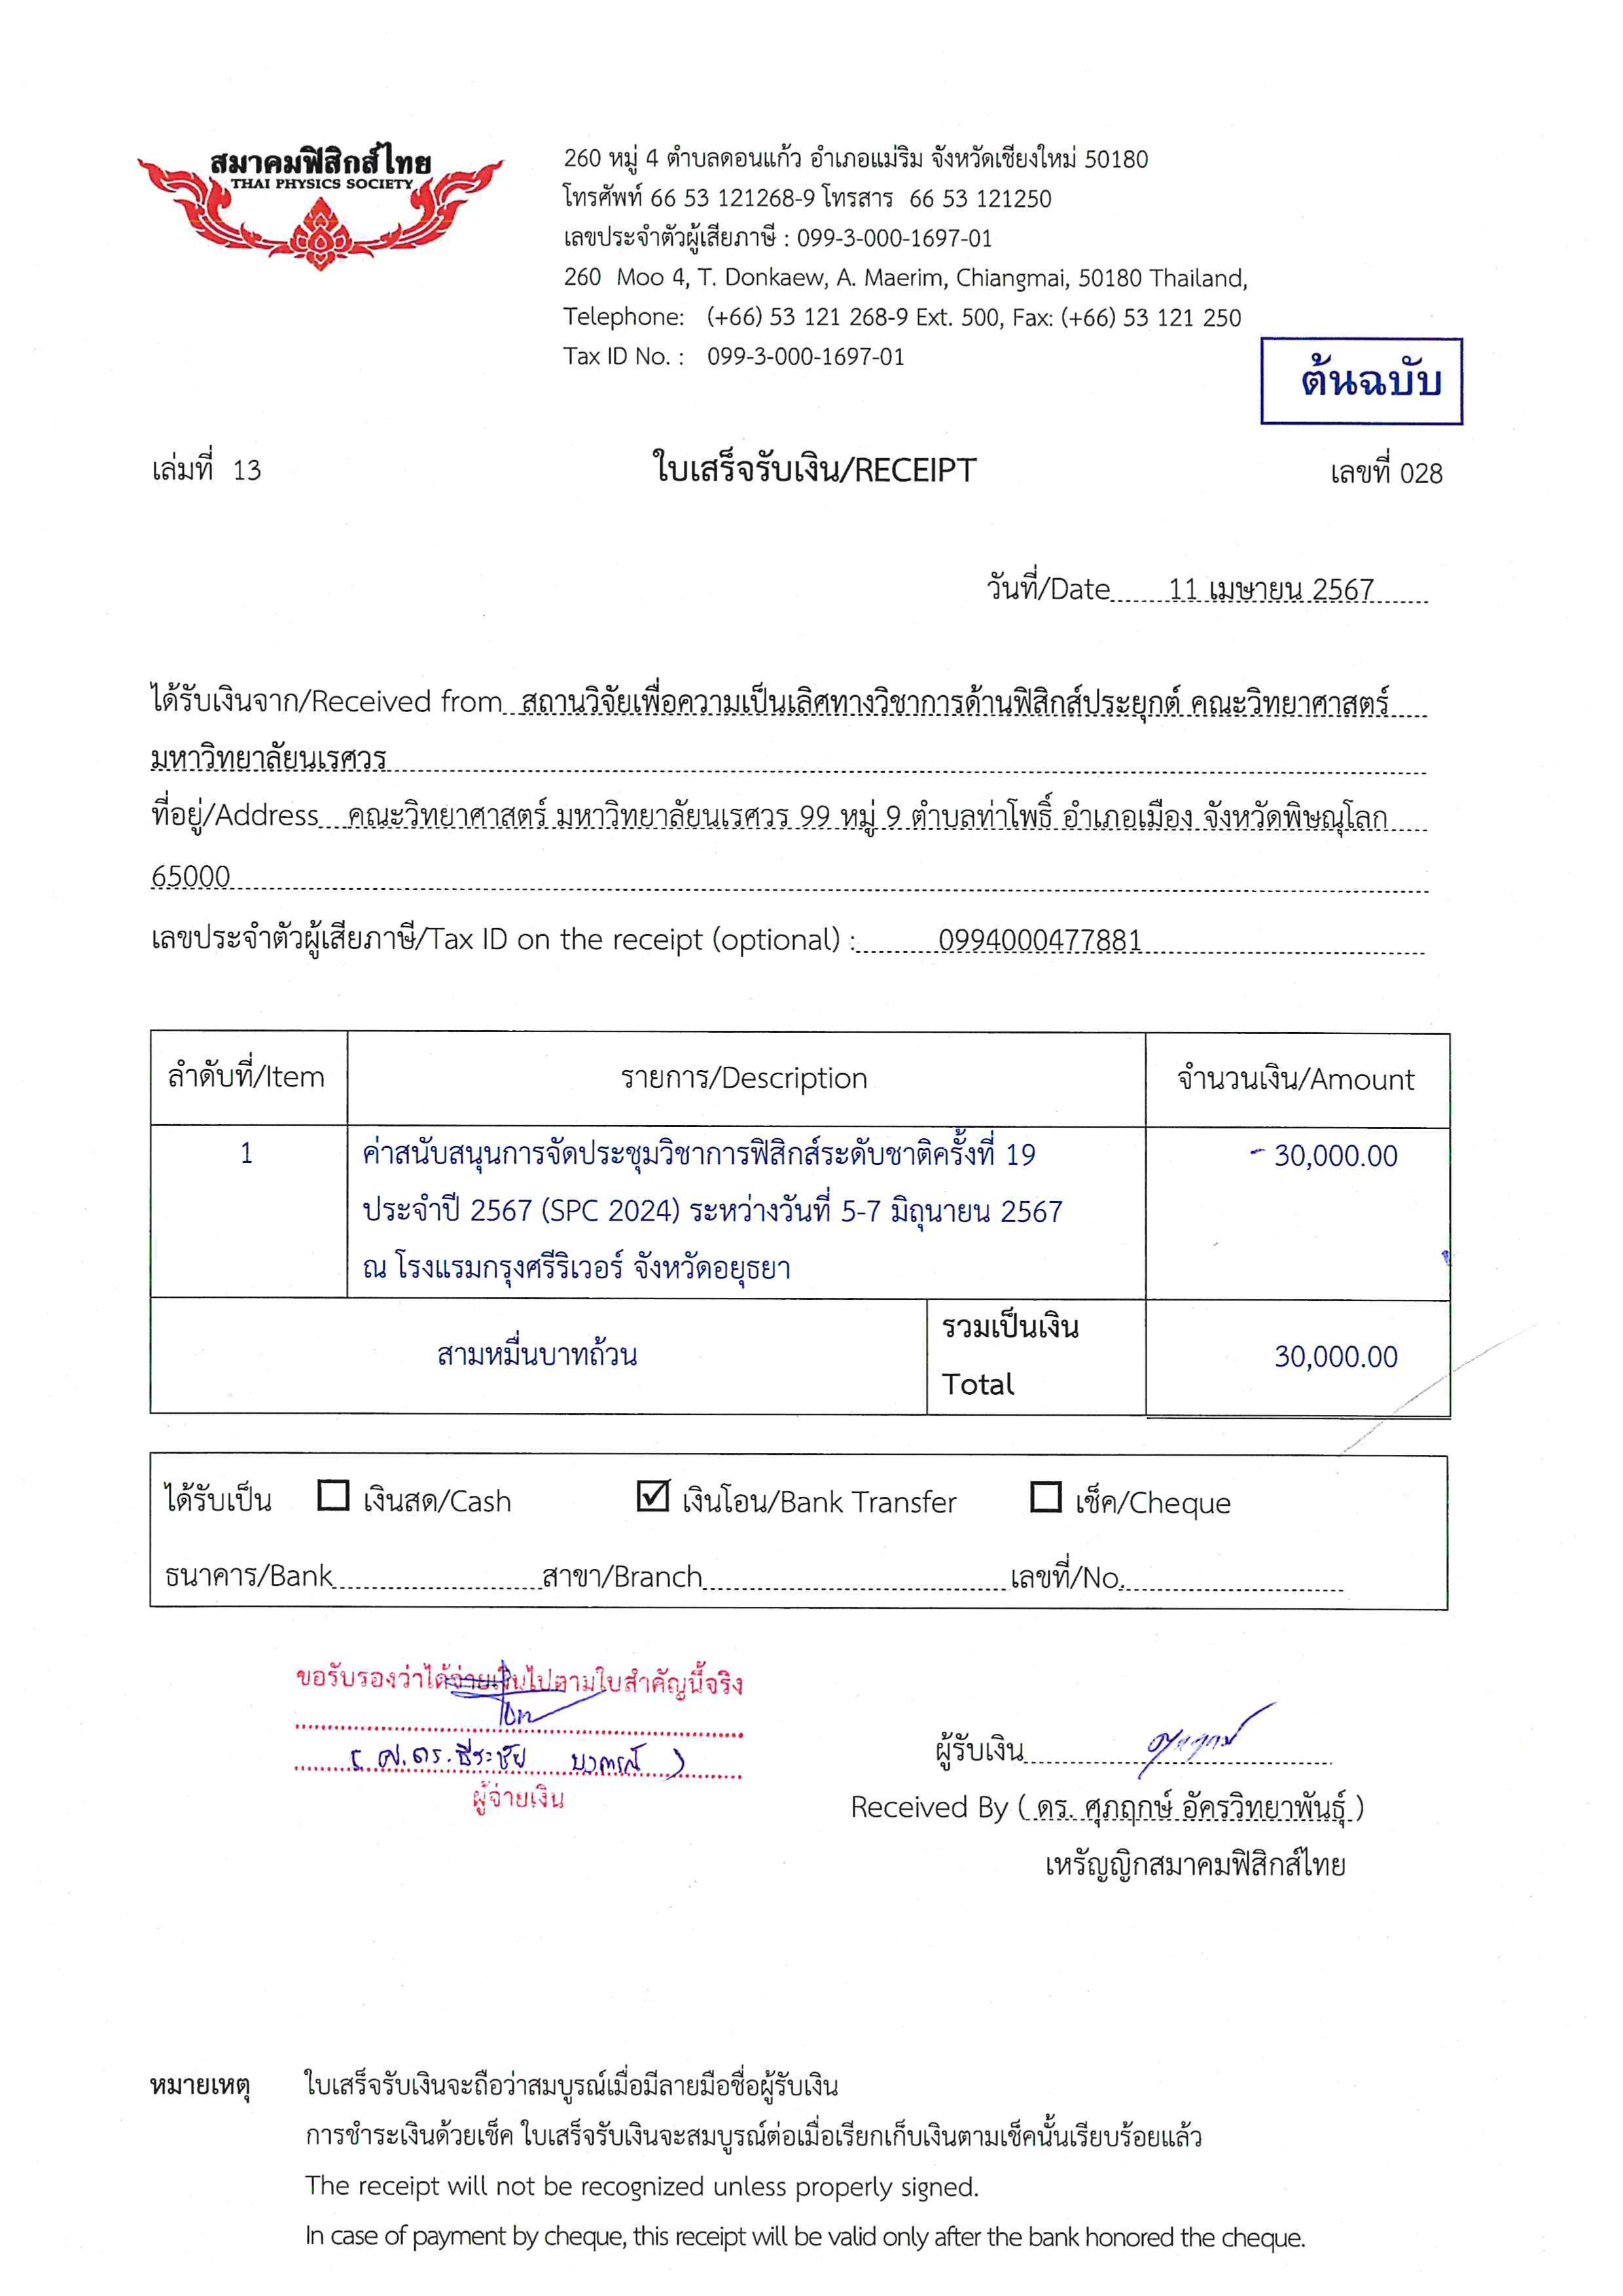 สมาคมฟิสิกส์ไทย
THAI PHYSICS SOCIETY
260 หมู่ 4 ตำบลดอนแก้ว อำเภอแม่ริม จังหวัดเชียงใหม่ 50180
โทรศัพท์ 66 53 121268-9 โทรสาร 66 53 121250
เลขประจำตัวผู้เสียภาษี : 099-3-000-1697-01
260 Moo 4, T. Donkaew, A. Maerim, Chiangmai, 50180 Thailand,
Telephone: (+66) 53 121 268-9 Ext. 500, Fax: (+66) 53 121 250
Tax ID No. : 099-3-000-1697-01
ต้นฉบับ
เล่มที่ 13 ใบเสร็จรับเงิน/RECEIPT เลขที่ 028
วันที่/Date 11 เมษายน 2567
ได้รับเงินจาก/Received from สถานวิจัยเพื่อความเป็นเลิศทางวิชาการด้านฟิสิกส์ประยุกต์ คณะวิทยาศาสตร์
มหาวิทยาลัยนเรศวร
ที่อยู่/Address คณะวิทยาศาสตร์ มหาวิทยาลัยนเรศวร 99 หมู่ 9 ตำบลท่าโพธิ์ อำเภอเมือง จังหวัดพิษณุโลก
65000
เลขประจำตัวผู้เสียภาษี/Tax ID on the receipt (optional) : 0994000477881
ลำดับที่/Item รายการ/Description จำนวนเงิน/Amount
1 ค่าสนับสนุนการจัดประชุมวิชาการฟิสิกส์ระดับชาติครั้งที่ 19 30,000.00
ประจำปี 2567 (SPC 2024) ระหว่างวันที่ 5-7 มิถุนายน 2567
ณ โรงแรมกรุงศรีริเวอร์ จังหวัดอยุธยา
สามหมื่นบาทถ้วน รวมเป็นเงิน 30,000.00
Total
ได้รับเป็น ☐ เงินสด/Cash ☑ เงินโอน/Bank Transfer ☐ เช็ค/Cheque
ธนาคาร/Bank สาขา/Branch เลขที่/No.
ขอรับรองว่าได้จ่ายเงินไปตามใบสำคัญนี้จริง
( ศ.ดร.ธีระชัย บงการณ์ )
ผู้จ่ายเงิน
ผู้รับเงิน
Received By ( ดร. ศุภฤกษ์ อัครวิทยาพันธุ์ )
เหรัญญิกสมาคมฟิสิกส์ไทย
หมายเหตุ ใบเสร็จรับเงินจะถือว่าสมบูรณ์เมื่อมีลายมือชื่อผู้รับเงิน
การชำระเงินด้วยเช็ค ใบเสร็จรับเงินจะสมบูรณ์ต่อเมื่อเรียกเก็บเงินตามเช็คนั้นเรียบร้อยแล้ว
The receipt will not be recognized unless properly signed.
In case of payment by cheque, this receipt will be valid only after the bank honored the cheque.